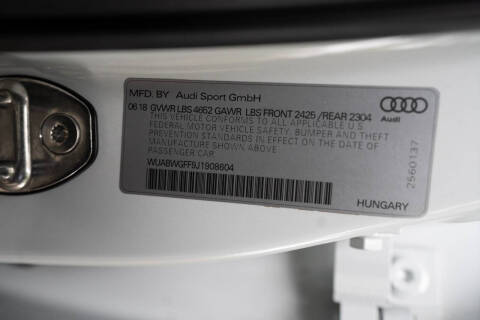 MFD. BY Audi Sport GmbH
06 18 GVWR LBS 4652 GAWR LBS FRONT 2425 / REAR 2304
THIS VEHICLE CONFORMS TO ALL APPLICABLE U.S
FEDERAL MOTOR VEHICLE SAFETY, BUMPER AND THEFT
PREVENTION STANDARDS IN EFFECT ON THE DATE OF
MANUFACTURE SHOWN ABOVE.
PASSENGER CAR
WUABWGFF9J1908604
Audi
2560137
HUNGARY